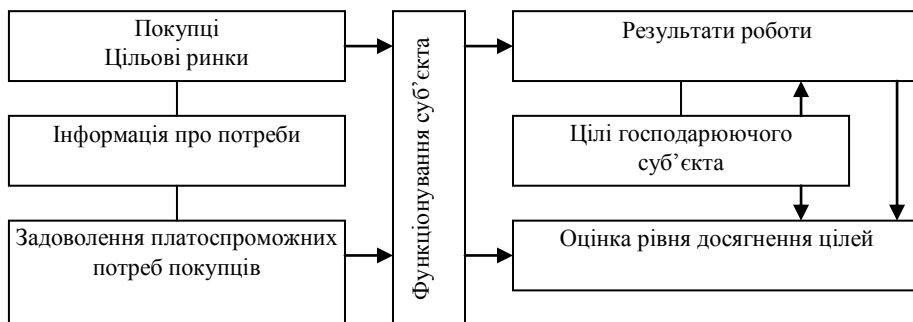 Покупці
Цільові ринки
Інформація про потреби
Задоволення платоспроможних
потреб покупців
Функціонування суб’єкта
Результати роботи
Цілі господарюючого
суб’єкта
Оцінка рівня досягнення цілей